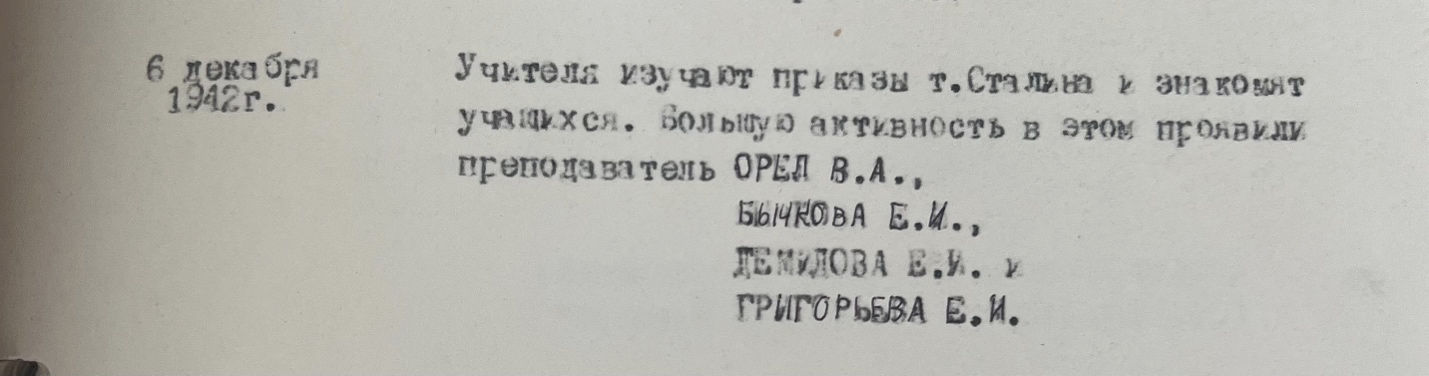 6 декабря
1942г.
Учителя изучают приказы т.Сталина и знакомят
учащихся. Большую активность в этом проявили
преподаватель ОРЕЛ В.А.,
БЫЧКОВА Е.И.,
ДЕМИДОВА Е.И. и
ГРИГОРЬЕВА Е.И.